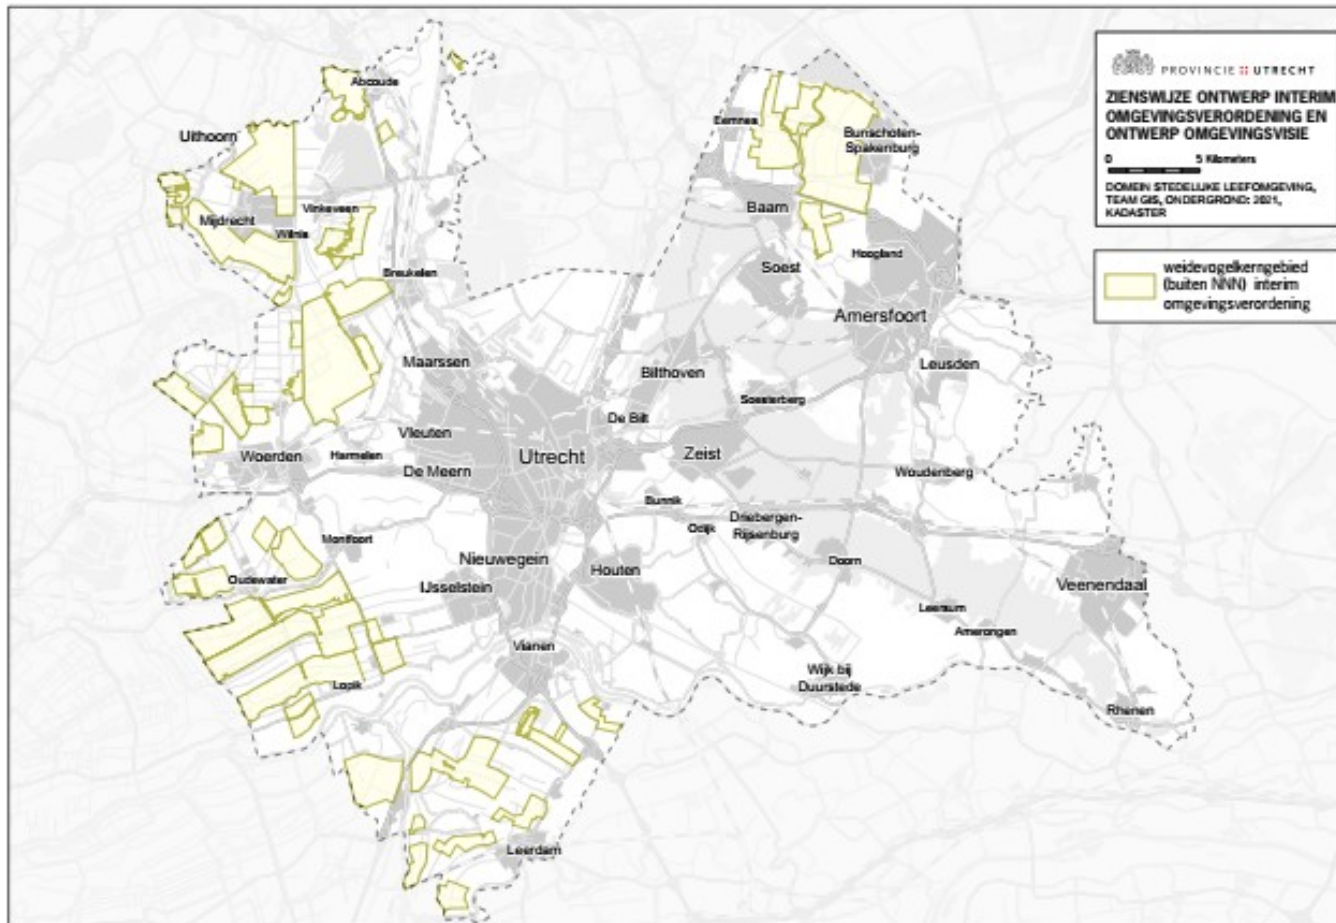 PROVINCIE UTRECHT
ZIENSWIJZE ONTWERP INTERIM
OMGEVINGSVERORDENING EN
ONTWERP OMGEVINGSVISIE
0 5 Kilometers
DOMEIN STEDELIJKE LEEFOMGEVING,
TEAM GIS, ONDERGROND: 2021,
KADASTER
weidevogelkerngebied
(buiten NNN) interim
omgevingsverordening
Abcoude
Uithoorn
Eemnes
Bunschoten-
Spakenburg
Mijdrecht
Vinkeveen
Wilnis
Baarn
Breukelen
Soest
Hoogland
Amersfoort
Maarssen
Bilthoven
Leusden
Soesterberg
De Bilt
Vleuten
Woerden
Harmelen
De Meern
Utrecht
Zeist
Woudenberg
Bunnik
Odijk
Driebergen-
Rijsenburg
Montfoort
Oudewater
Nieuwegein
IJsselstein
Houten
Doorn
Veenendaal
Leersum
Amerongen
Vianen
Lopik
Wijk bij
Duurstede
Rhenen
Leerdam